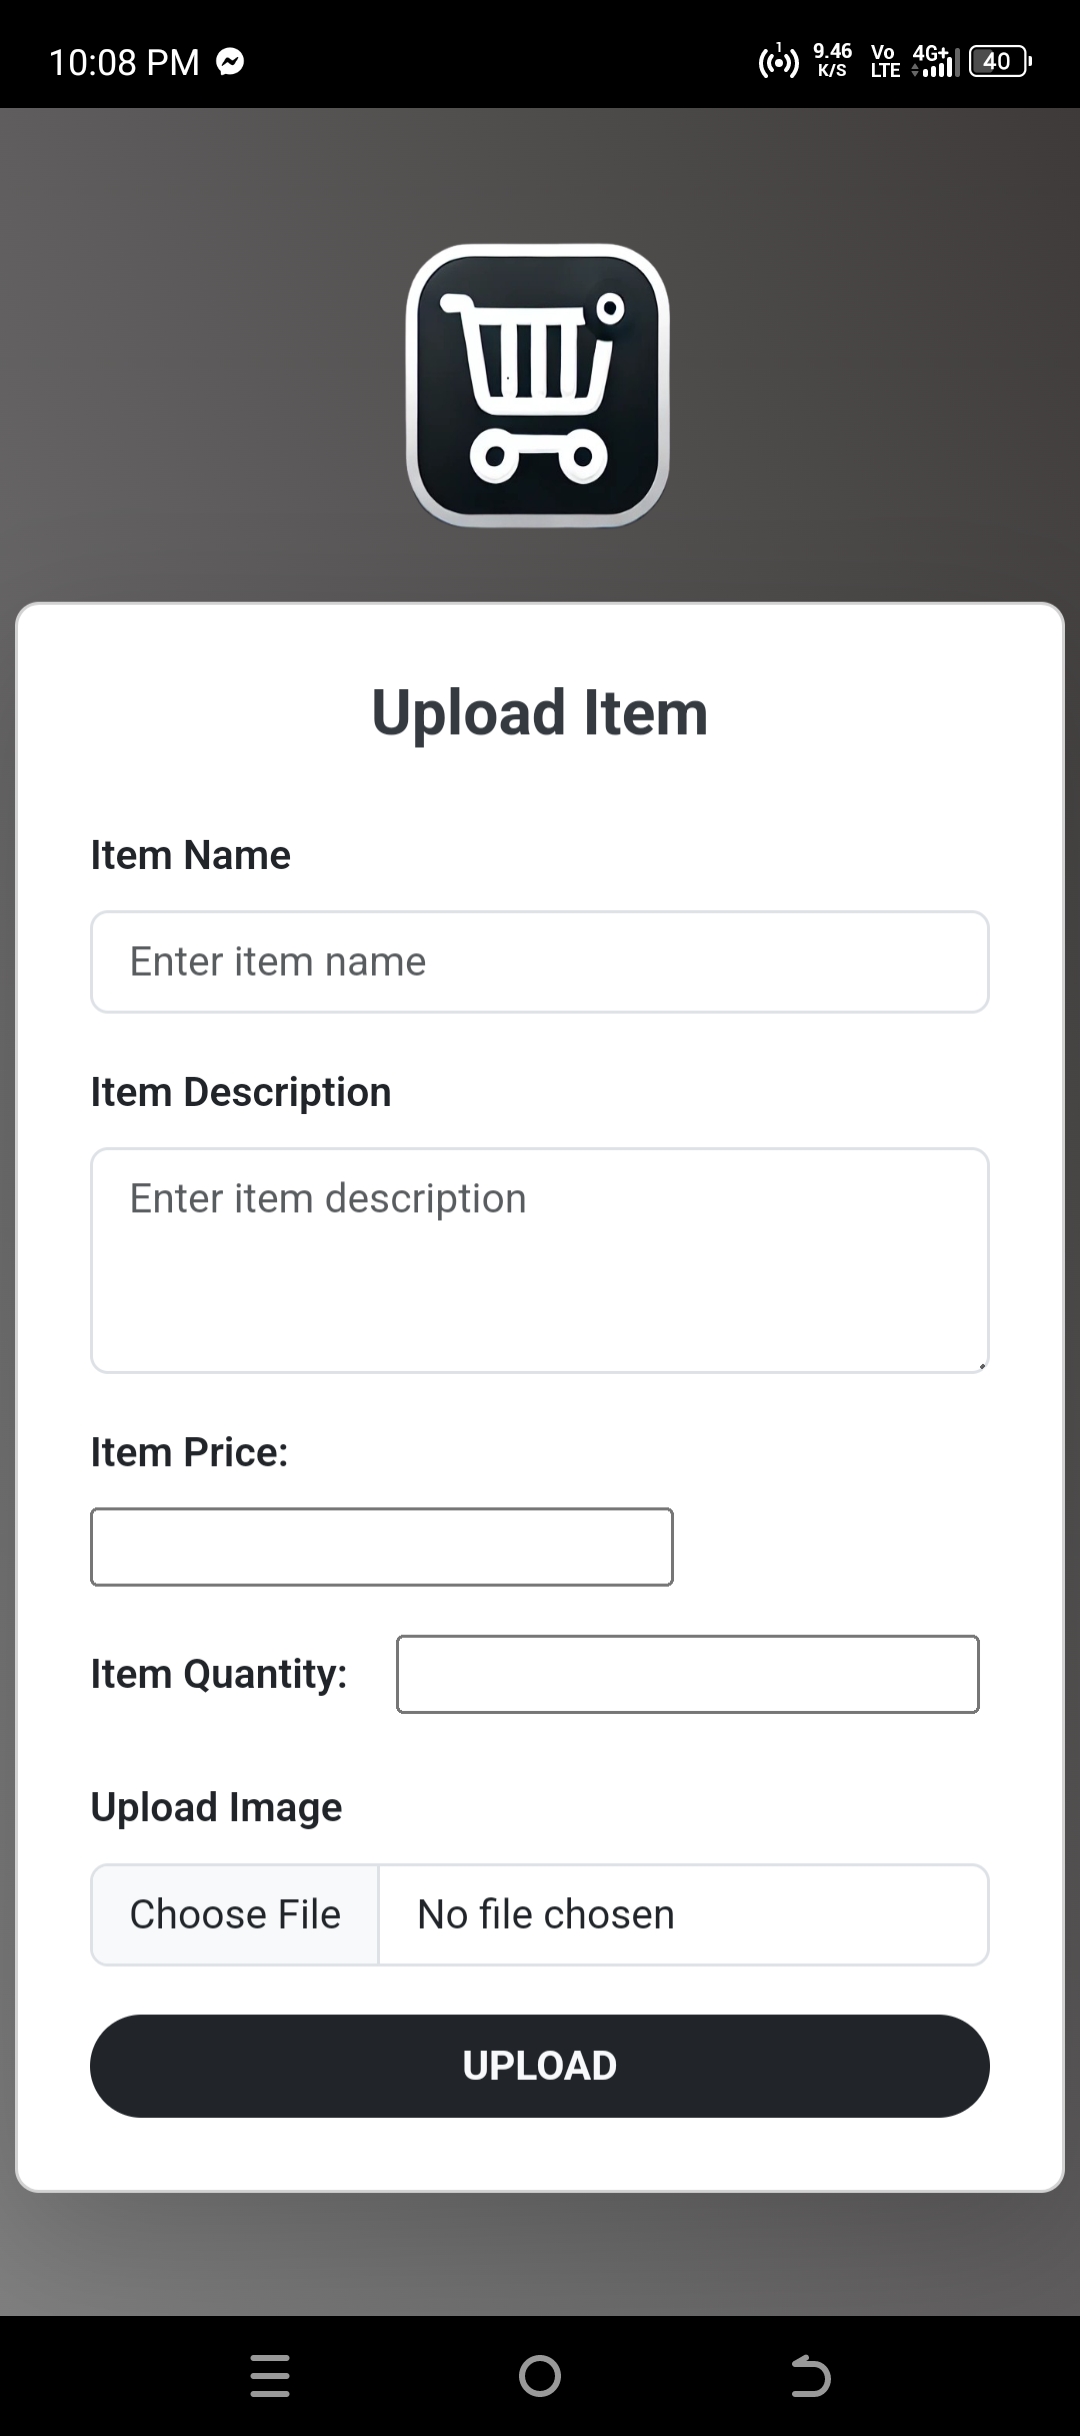 10:08 PM
1
9.46 K/S
Vo LTE
4G+
40
Upload Item
Item Name
Enter item name
Item Description
Enter item description
Item Price:
Item Quantity:
Upload Image
Choose File No file chosen
UPLOAD